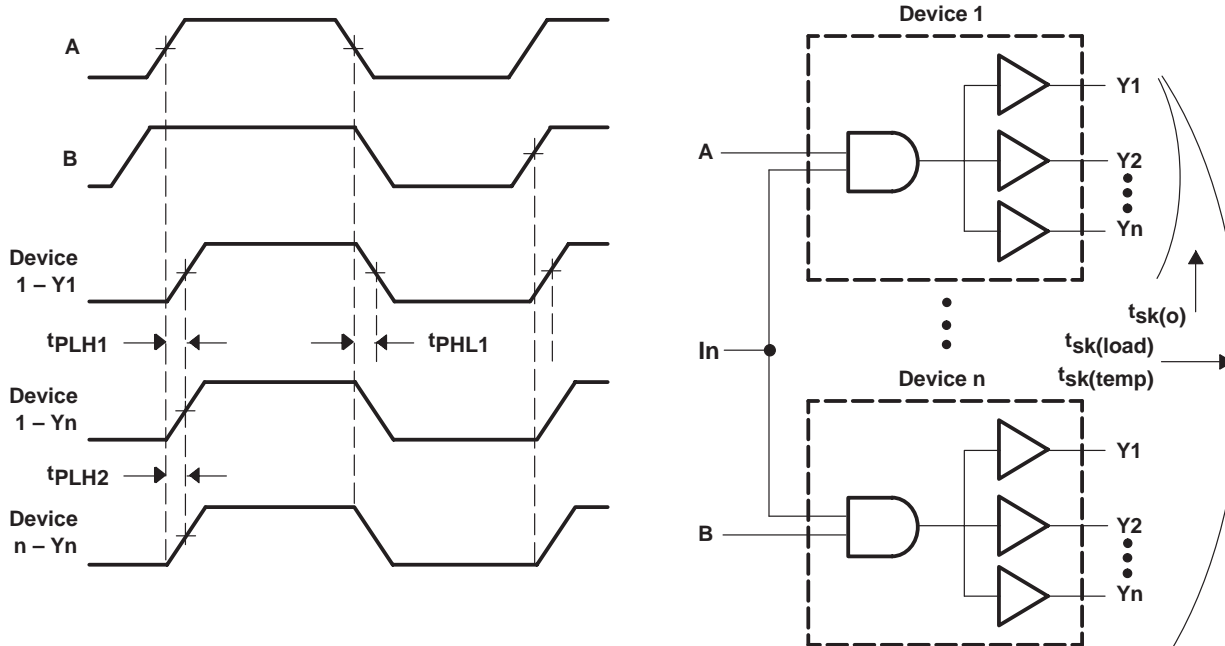 A
B
Device
1 – Y1
tPLH1
tPHL1
Device
1 – Yn
tPLH2
Device
n – Yn
Device 1
A
Y1
Y2
Yn
In
tsk(o)
tsk(load)
tsk(temp)
Device n
B
Y1
Y2
Yn